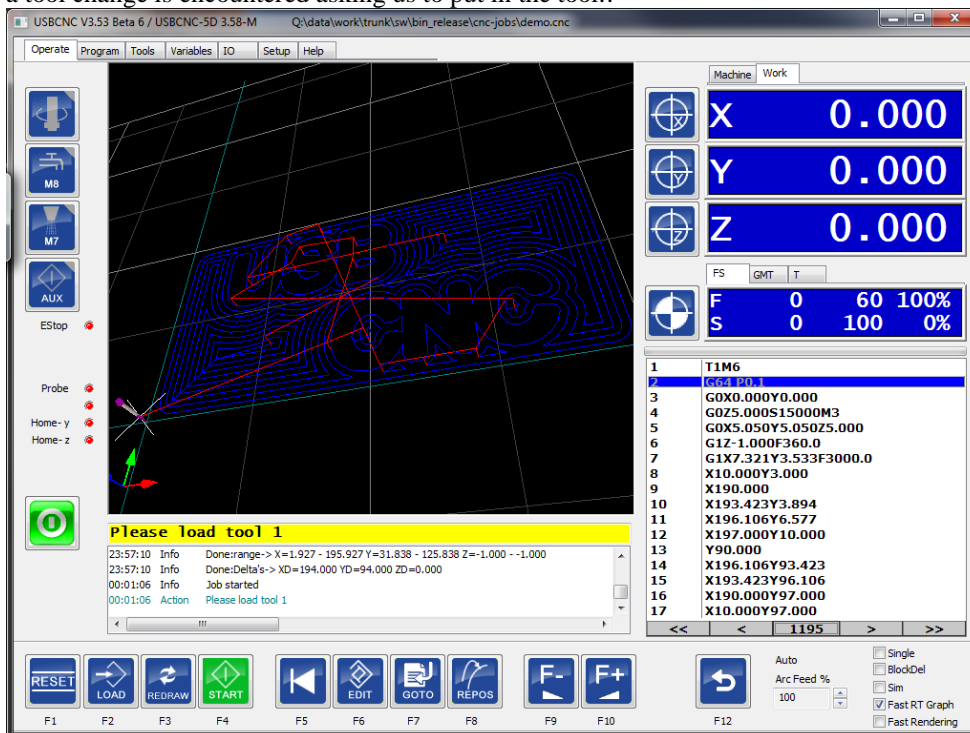 a tool change is encountered asking us to put in the tool..
USBCNC V3.53 Beta 6 / USBCNC-5D 3.58-M Q:\data\work\trunk\sw\bin_release\cnc-jobs\demo.cnc
Operate Program Tools Variables IO Setup Help
Machine Work
X 0.000
Y 0.000
Z 0.000
M8
M7
AUX
EStop
Probe
Home- y
Home- z
FS GMT T
F 0 60 100%
S 0 100 0%
1 T1M6
2 G64 P0.1
3 G0X0.000Y0.000
4 G0Z5.000S15000M3
5 G0X5.050Y5.050Z5.000
6 G1Z-1.000F360.0
7 G1X7.321Y3.533F3000.0
8 X10.000Y3.000
9 X190.000
10 X193.423Y3.894
11 X196.106Y6.577
12 X197.000Y10.000
13 Y90.000
14 X196.106Y93.423
15 X193.423Y96.106
16 X190.000Y97.000
17 X10.000Y97.000
<< < 1195 > >>
CNC
Please load tool 1
23:57:10 Info Done:range-> X=1.927 - 195.927 Y=31.838 - 125.838 Z=-1.000 - -1.000
23:57:10 Info Done:Delta's-> XD=194.000 YD=94.000 ZD=0.000
00:01:06 Info Job started
00:01:06 Action Please load tool 1
RESET LOAD REDRAW START EDIT GOTO REPOS F- F+
F1 F2 F3 F4 F5 F6 F7 F8 F9 F10 F12
Auto
Arc Feed %
100
Single
BlockDel
Sim
Fast RT Graph
Fast Rendering